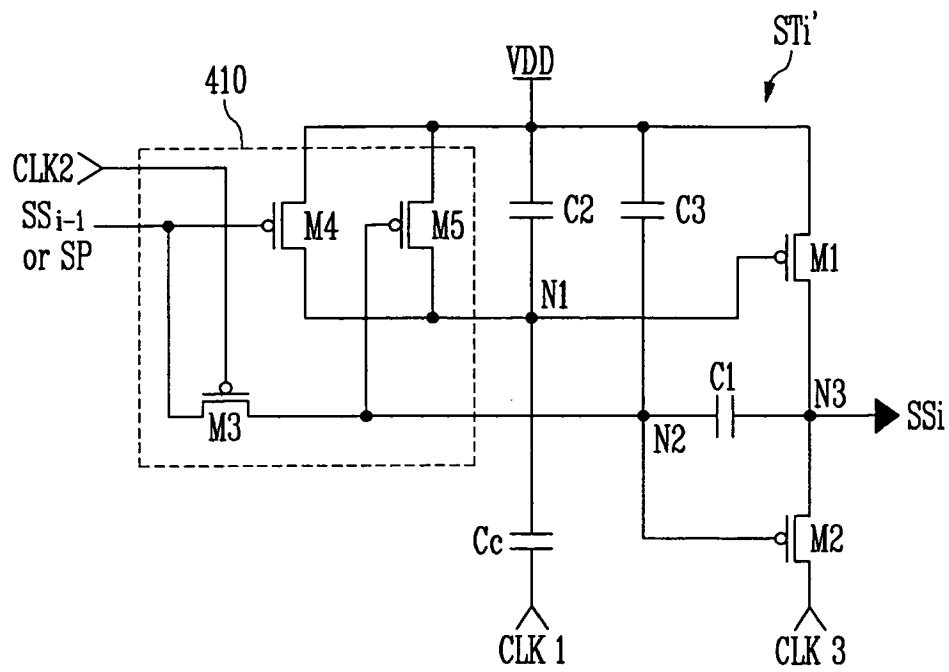 STi'
VDD
410
CLK2
SSi-1
or SP
M4
M5
C2
C3
M1
N1
C1
N3
SSi
M3
N2
Cc
M2
CLK 1
CLK 3